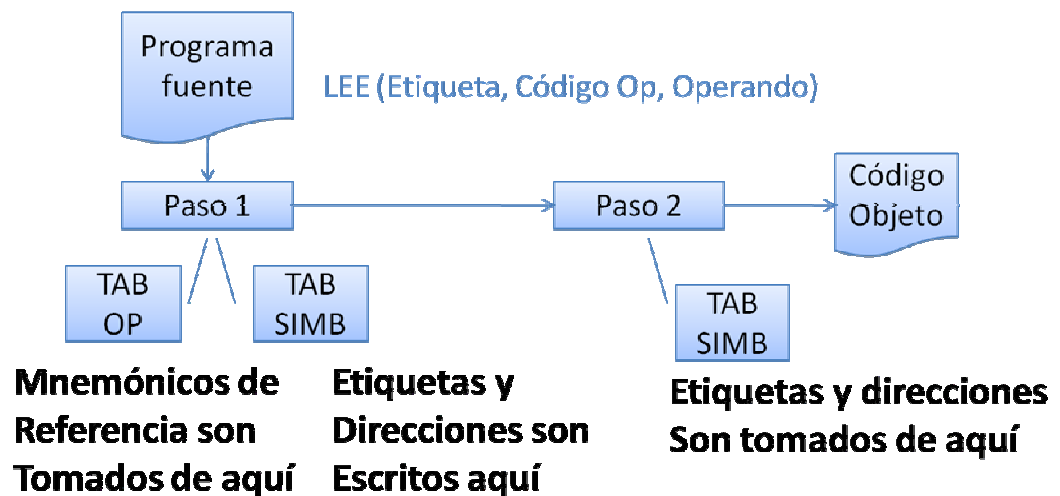 Programa
fuente
LEE (Etiqueta, Código Op, Operando)
Paso 1
Paso 2
Código
Objeto
TAB
OP
TAB
SIMB
TAB
SIMB
Mnemónicos de
Referencia son
Tomados de aquí
Etiquetas y
Direcciones son
Escritos aquí
Etiquetas y direcciones
Son tomados de aquí